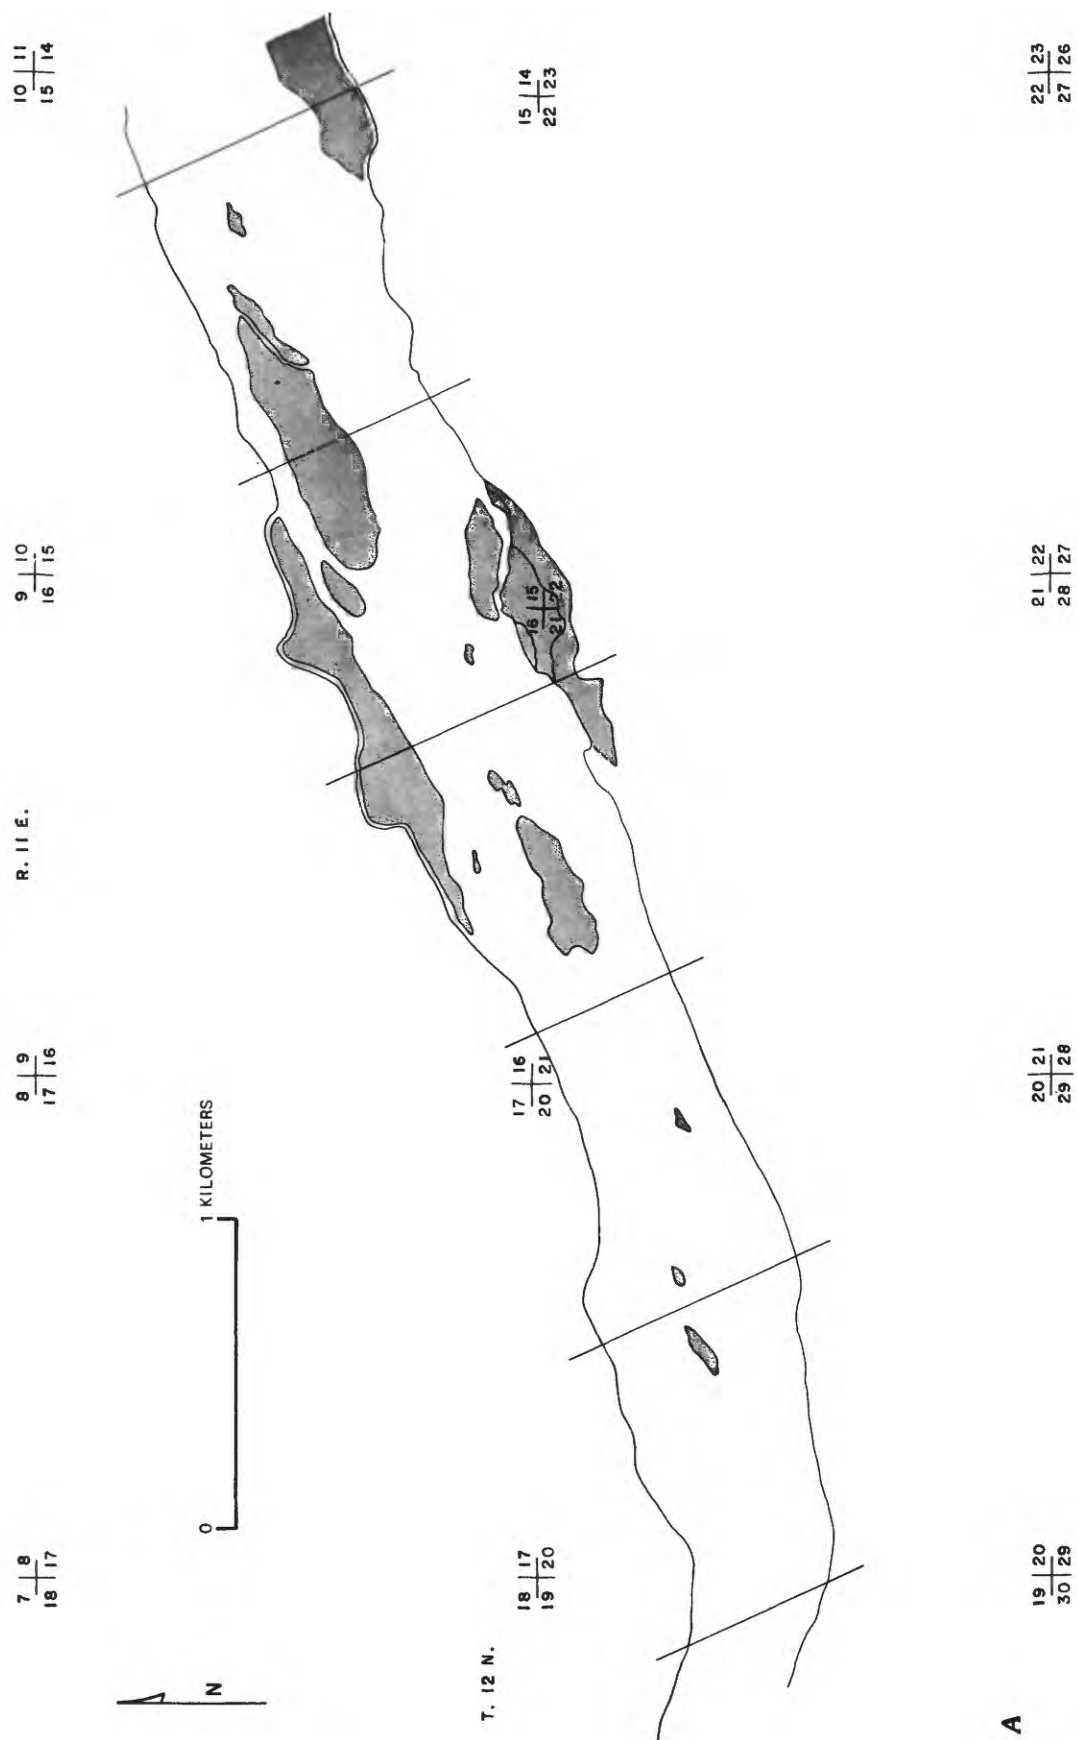 7 | 8
18 | 17
8 | 9
17 | 16
R. 11 E.
9 | 10
16 | 15
10 | 11
15 | 14
0
1 KILOMETERS
N
T. 12 N.
18 | 17
19 | 20
17 | 16
20 | 21
16 | 15
21 | 22
15 | 14
22 | 23
19 | 20
30 | 29
20 | 21
29 | 28
21 | 22
28 | 27
22 | 23
27 | 26
A